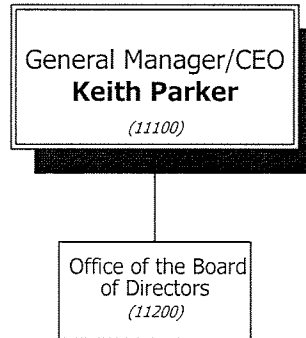 General Manager/CEO
Keith Parker
(11100)
Office of the Board
of Directors
(11200)